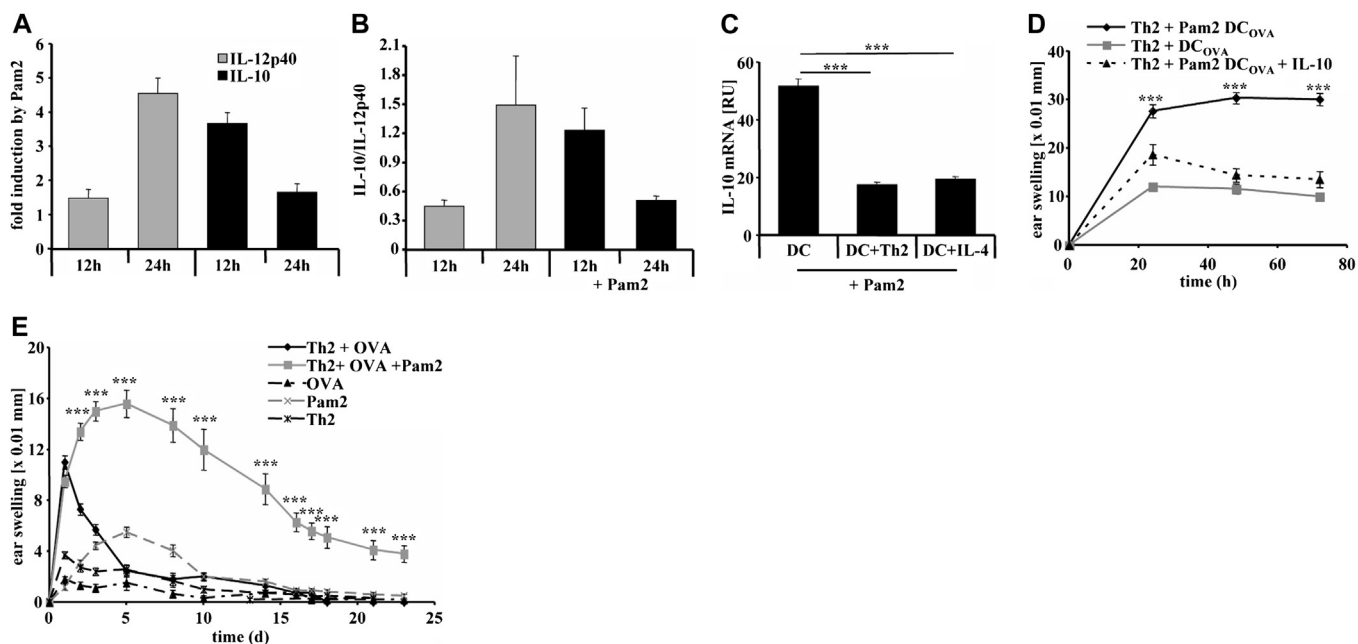 A
fold induction by Pam2
6
5
4
3
2
1
0
IL-12p40
IL-10
12h 24h 12h 24h
B
IL-10/IL-12p40
2.1
1.8
1.5
1.2
0.9
0.6
0.3
0
12h 24h 12h 24h
+ Pam2
C
IL-10 mRNA [RU]
60
40
20
0
***
***
DC DC+Th2 DC+IL-4
+ Pam2
D
Th2 + Pam2 DCOVA
Th2 + DCOVA
Th2 + Pam2 DCOVA + IL-10
ear swelling [x 0.01 mm]
40
30
20
10
0
*** *** ***
0 20 40 60 80
time (h)
E
Th2 + OVA
Th2+ OVA +Pam2
OVA
Pam2
Th2
ear swelling [x 0.01 mm]
20
16
12
8
4
0
*** *** *** *** *** *** *** *** *** *** ***
0 5 10 15 20 25
time (d)